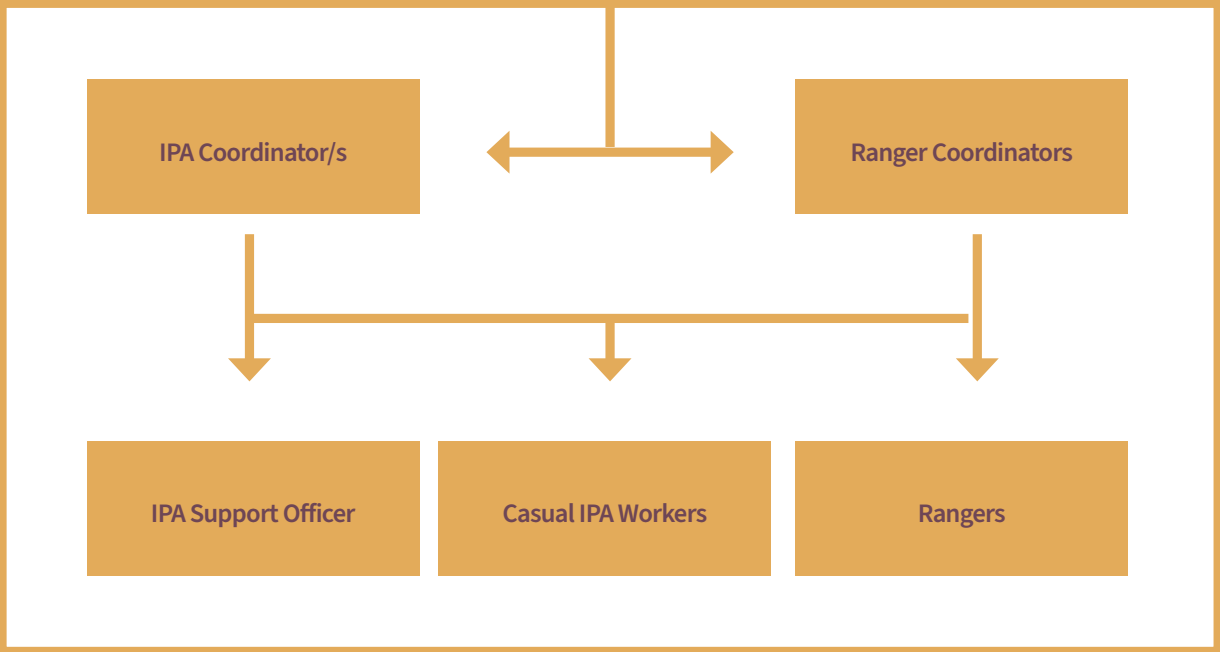 IPA Coordinator/s
Ranger Coordinators
IPA Support Officer
Casual IPA Workers
Rangers